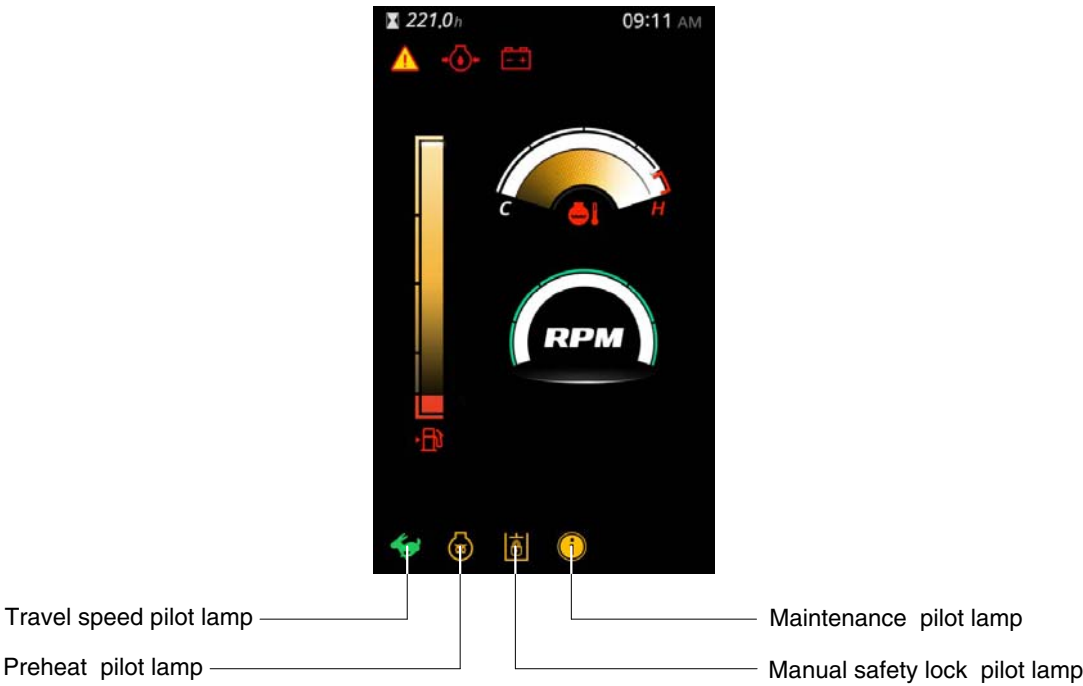 221.0h 09:11 AM
C H
RPM
Travel speed pilot lamp
Maintenance pilot lamp
Preheat pilot lamp
Manual safety lock pilot lamp